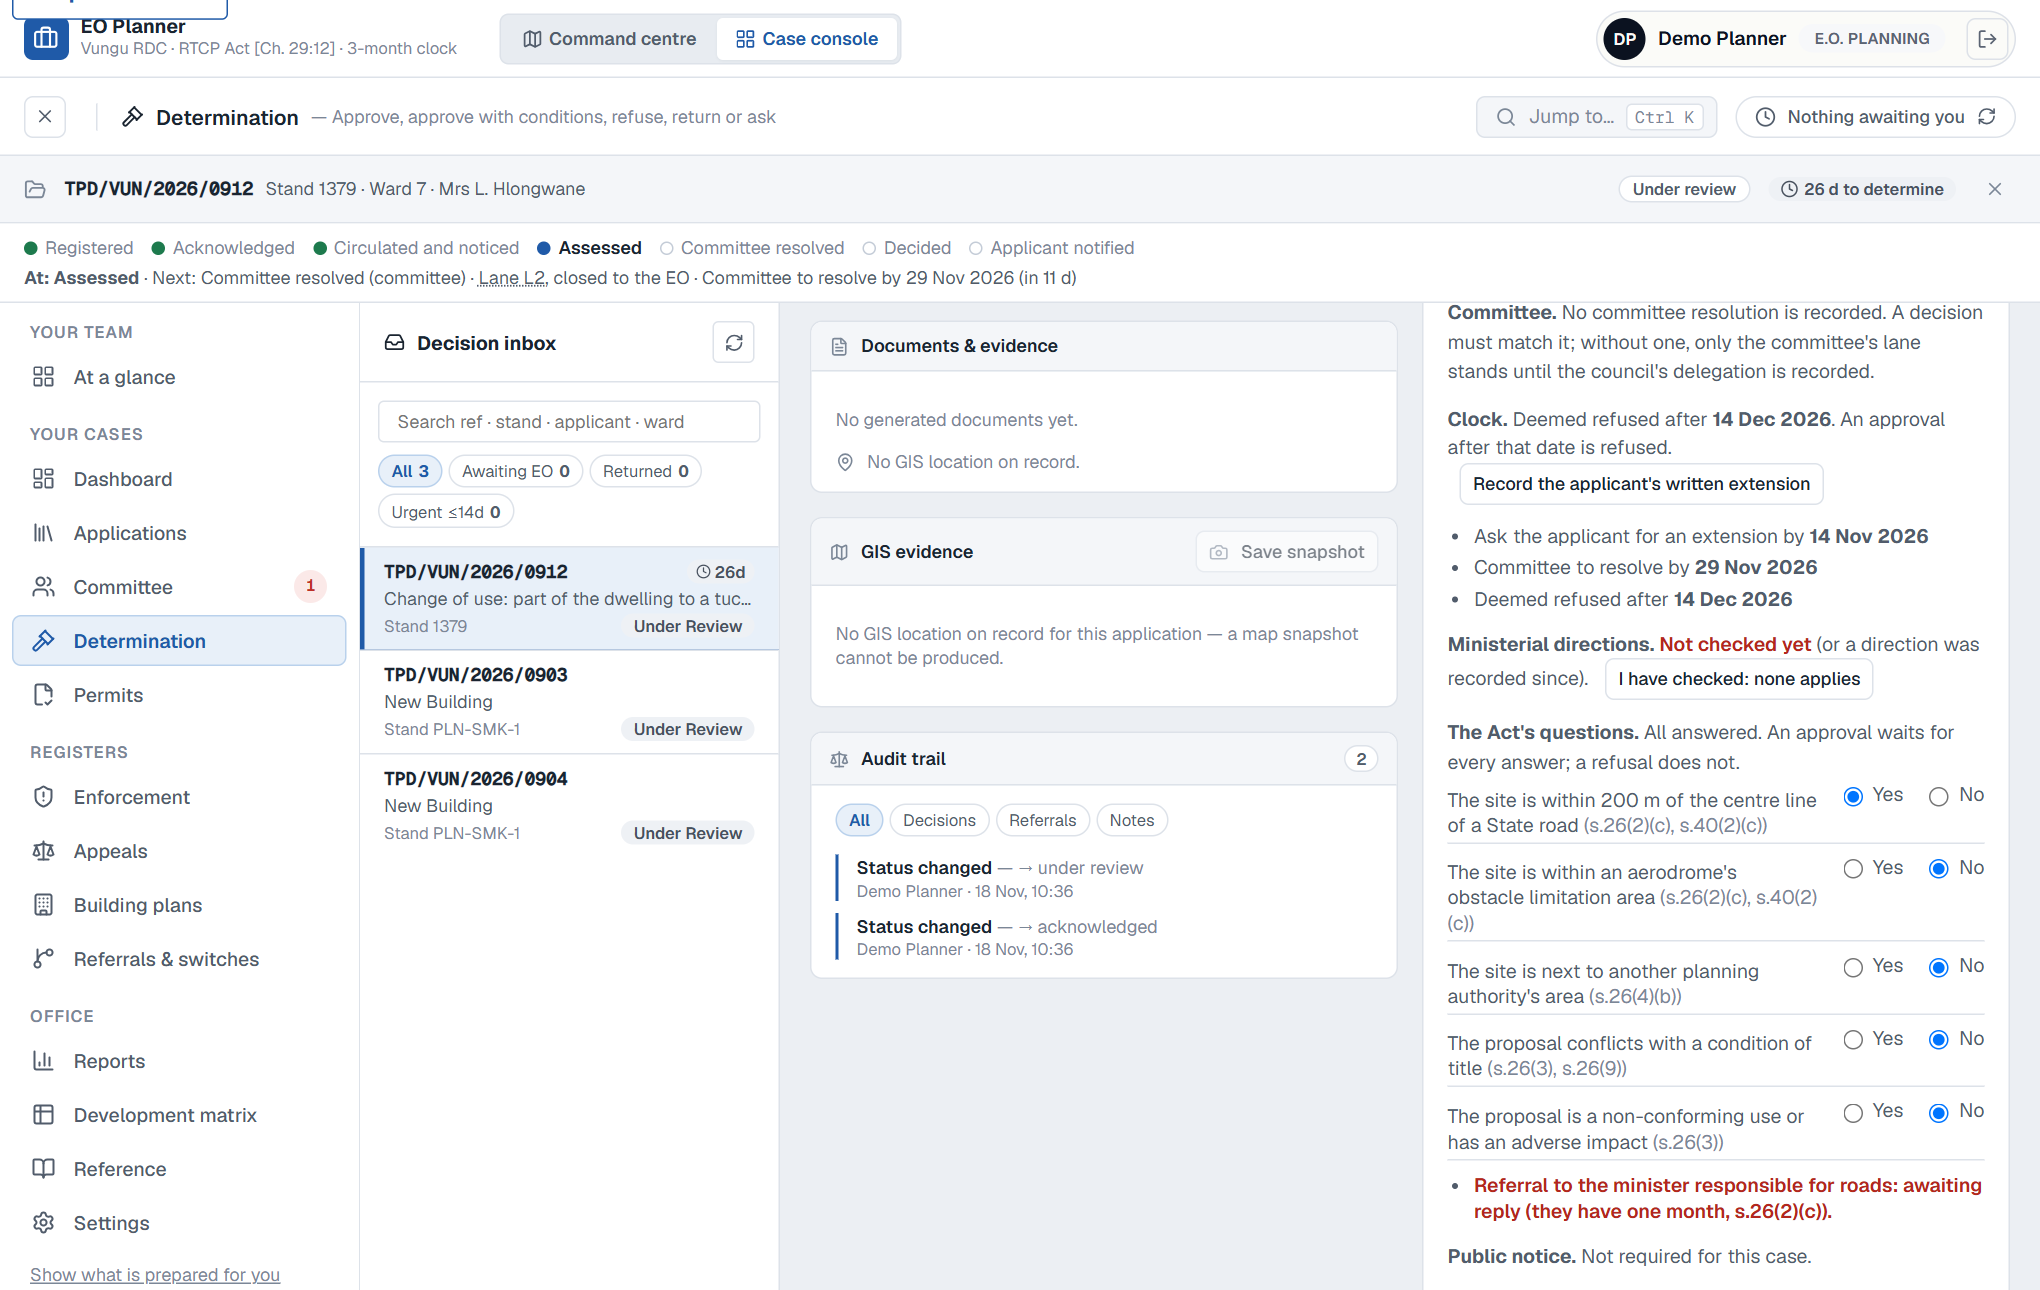 EO Planner
Vungu RDC · RTCP Act [Ch. 29:12] · 3-month clock
Command centre
Case console
DP
Demo Planner
E.O. PLANNING
Determination
— Approve, approve with conditions, refuse, return or ask
Jump to...
Ctrl K
Nothing awaiting you
TPD/VUN/2026/0912
Stand 1379 · Ward 7 · Mrs L. Hlongwane
Under review
26 d to determine
Registered
Acknowledged
Circulated and noticed
Assessed
Committee resolved
Decided
Applicant notified
At: Assessed · Next: Committee resolved (committee) · Lane L2, closed to the EO · Committee to resolve by 29 Nov 2026 (in 11 d)
YOUR TEAM
At a glance
YOUR CASES
Dashboard
Applications
Committee
1
Determination
Permits
REGISTERS
Enforcement
Appeals
Building plans
Referrals & switches
OFFICE
Reports
Development matrix
Reference
Settings
Show what is prepared for you
Decision inbox
Search ref · stand · applicant · ward
All 3
Awaiting EO 0
Returned 0
Urgent ≤14d 0
TPD/VUN/2026/0912
26d
Change of use: part of the dwelling to a tuc...
Stand 1379
Under Review
TPD/VUN/2026/0903
New Building
Stand PLN-SMK-1
Under Review
TPD/VUN/2026/0904
New Building
Stand PLN-SMK-1
Under Review
Documents & evidence
No generated documents yet.
No GIS location on record.
GIS evidence
Save snapshot
No GIS location on record for this application — a map snapshot
cannot be produced.
Audit trail
2
All
Decisions
Referrals
Notes
Status changed — → under review
Demo Planner · 18 Nov, 10:36
Status changed — → acknowledged
Demo Planner · 18 Nov, 10:36
Committee. No committee resolution is recorded. A decision
must match it; without one, only the committee's lane
stands until the council's delegation is recorded.
Clock. Deemed refused after 14 Dec 2026. An approval
after that date is refused.
Record the applicant's written extension
• Ask the applicant for an extension by 14 Nov 2026
• Committee to resolve by 29 Nov 2026
• Deemed refused after 14 Dec 2026
Ministerial directions. Not checked yet (or a direction was
recorded since).
I have checked: none applies
The Act's questions. All answered. An approval waits for
every answer; a refusal does not.
The site is within 200 m of the centre line
of a State road (s.26(2)(c), s.40(2)(c))
Yes
No
The site is within an aerodrome's
obstacle limitation area (s.26(2)(c), s.40(2)
(c))
Yes
No
The site is next to another planning
authority's area (s.26(4)(b))
Yes
No
The proposal conflicts with a condition of
title (s.26(3), s.26(9))
Yes
No
The proposal is a non-conforming use or
has an adverse impact (s.26(3))
Yes
No
• Referral to the minister responsible for roads: awaiting
reply (they have one month, s.26(2)(c)).
Public notice. Not required for this case.